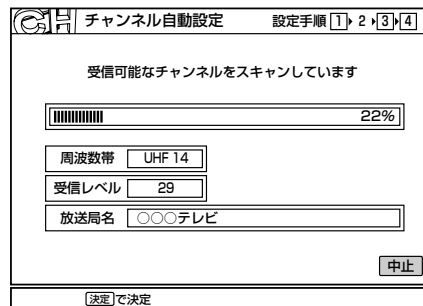 CH チャンネル自動設定 設定手順 1 2 3 4
受信可能なチャンネルをスキャンしています
22%
周波数帯 UHF 14
受信レベル 29
放送局名 ○○○テレビ
中止
決定で決定